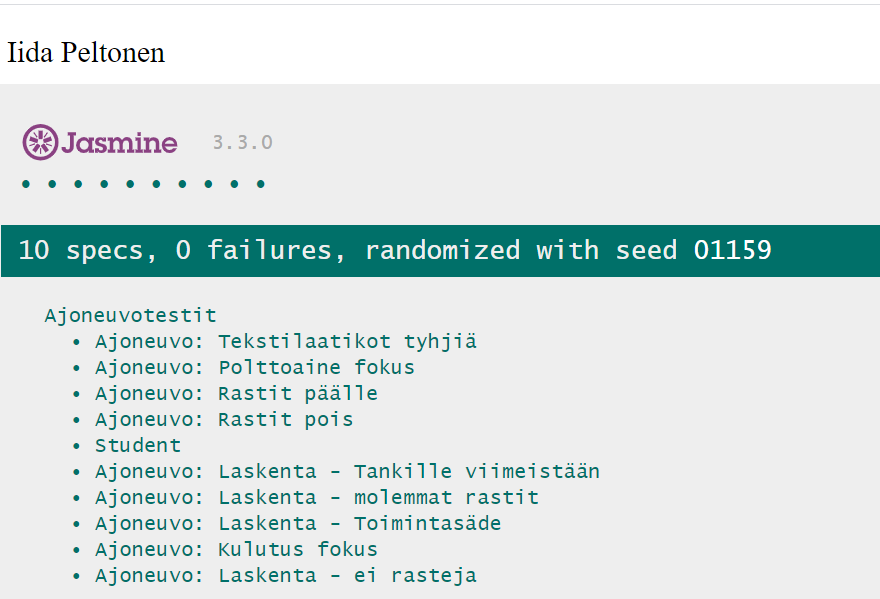 Iida Peltonen
Jasmine 3.3.0
• • • • • • • • • •
10 specs, 0 failures, randomized with seed 01159
Ajoneuvotestit
• Ajoneuvo: Tekstilaatikot tyhjiä
• Ajoneuvo: Polttoaine fokus
• Ajoneuvo: Rastit päälle
• Ajoneuvo: Rastit pois
• Student
• Ajoneuvo: Laskenta - Tankille viimeistään
• Ajoneuvo: Laskenta - molemmat rastit
• Ajoneuvo: Laskenta - Toimintasäde
• Ajoneuvo: Kulutus fokus
• Ajoneuvo: Laskenta - ei rasteja